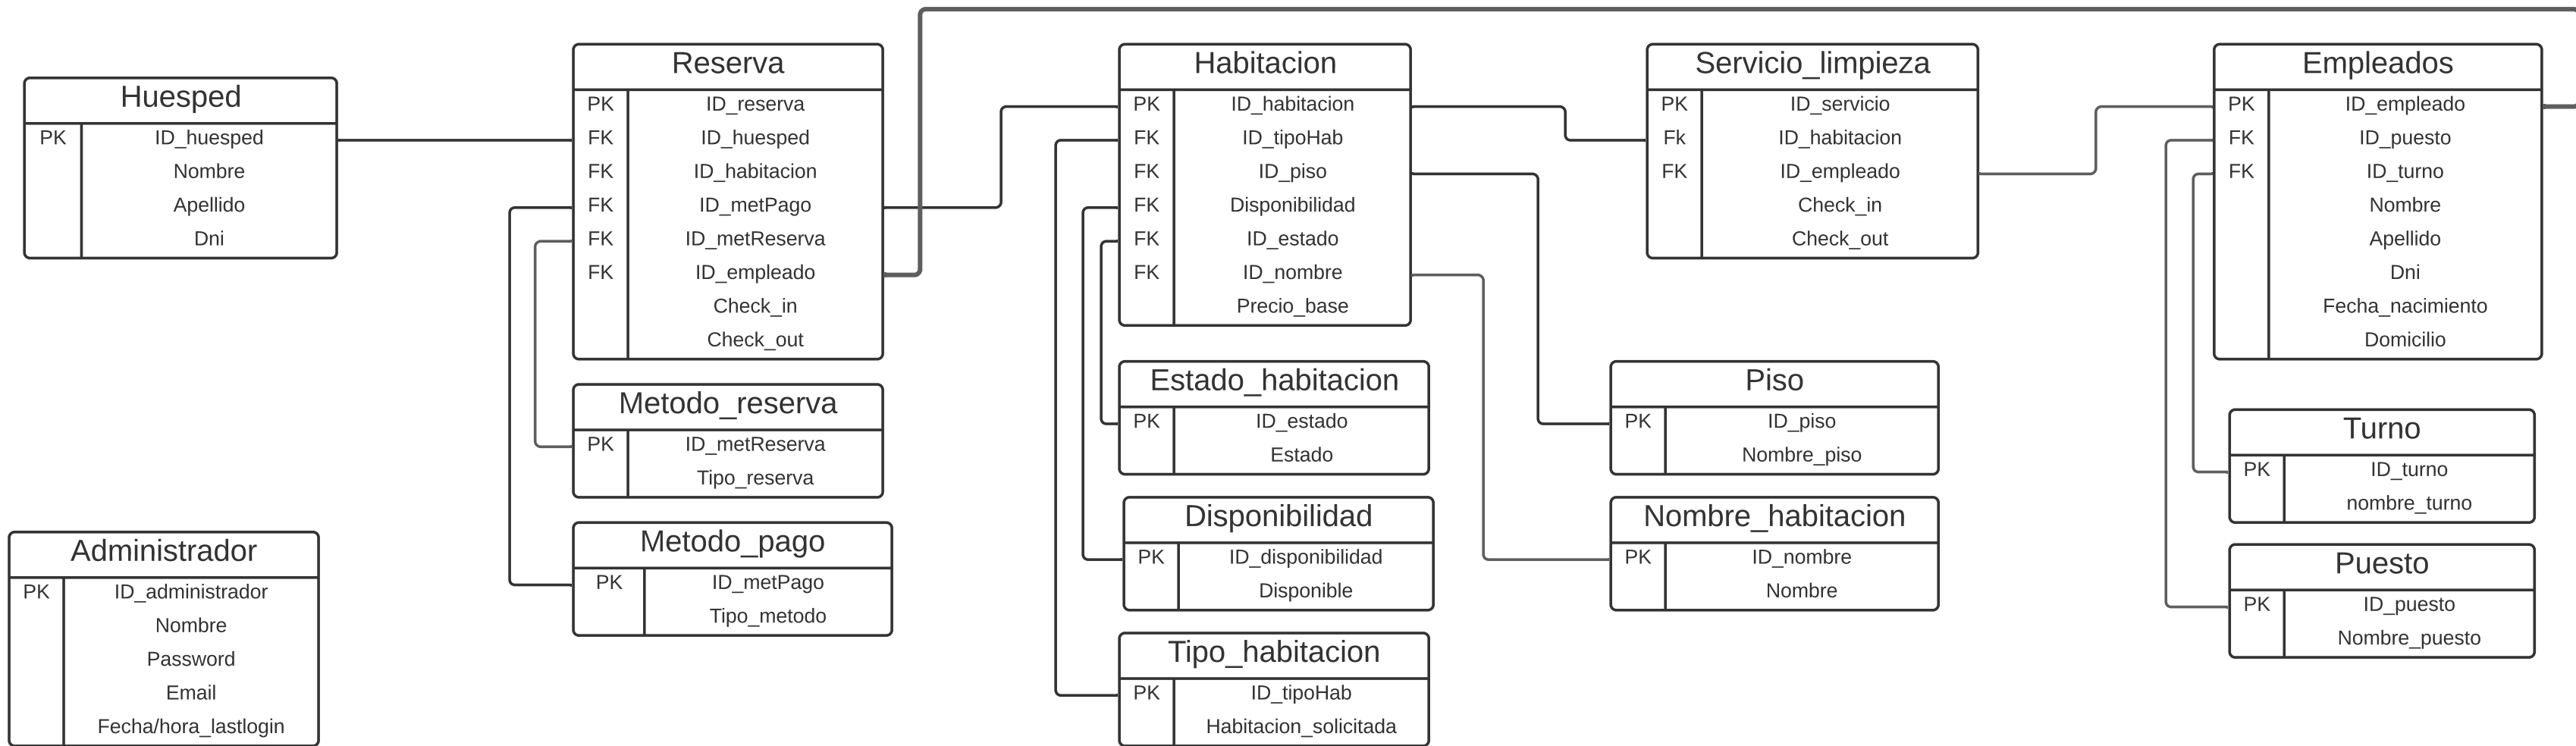 Huesped
PK ID_huesped
Nombre
Apellido
Dni
Administrador
PK ID_administrador
Nombre
Password
Email
Fecha/hora_lastlogin
Reserva
PK ID_reserva
FK ID_huesped
FK ID_habitacion
FK ID_metPago
FK ID_metReserva
FK ID_empleado
Check_in
Check_out
Metodo_reserva
PK ID_metReserva
Tipo_reserva
Metodo_pago
PK ID_metPago
Tipo_metodo
Habitacion
PK ID_habitacion
FK ID_tipoHab
FK ID_piso
FK Disponibilidad
FK ID_estado
FK ID_nombre
Precio_base
Estado_habitacion
PK ID_estado
Estado
Disponibilidad
PK ID_disponibilidad
Disponible
Tipo_habitacion
PK ID_tipoHab
Habitacion_solicitada
Servicio_limpieza
PK ID_servicio
Fk ID_habitacion
FK ID_empleado
Check_in
Check_out
Piso
PK ID_piso
Nombre_piso
Nombre_habitacion
PK ID_nombre
Nombre
Empleados
PK ID_empleado
FK ID_puesto
FK ID_turno
Nombre
Apellido
Dni
Fecha_nacimiento
Domicilio
Turno
PK ID_turno
nombre_turno
Puesto
PK ID_puesto
Nombre_puesto